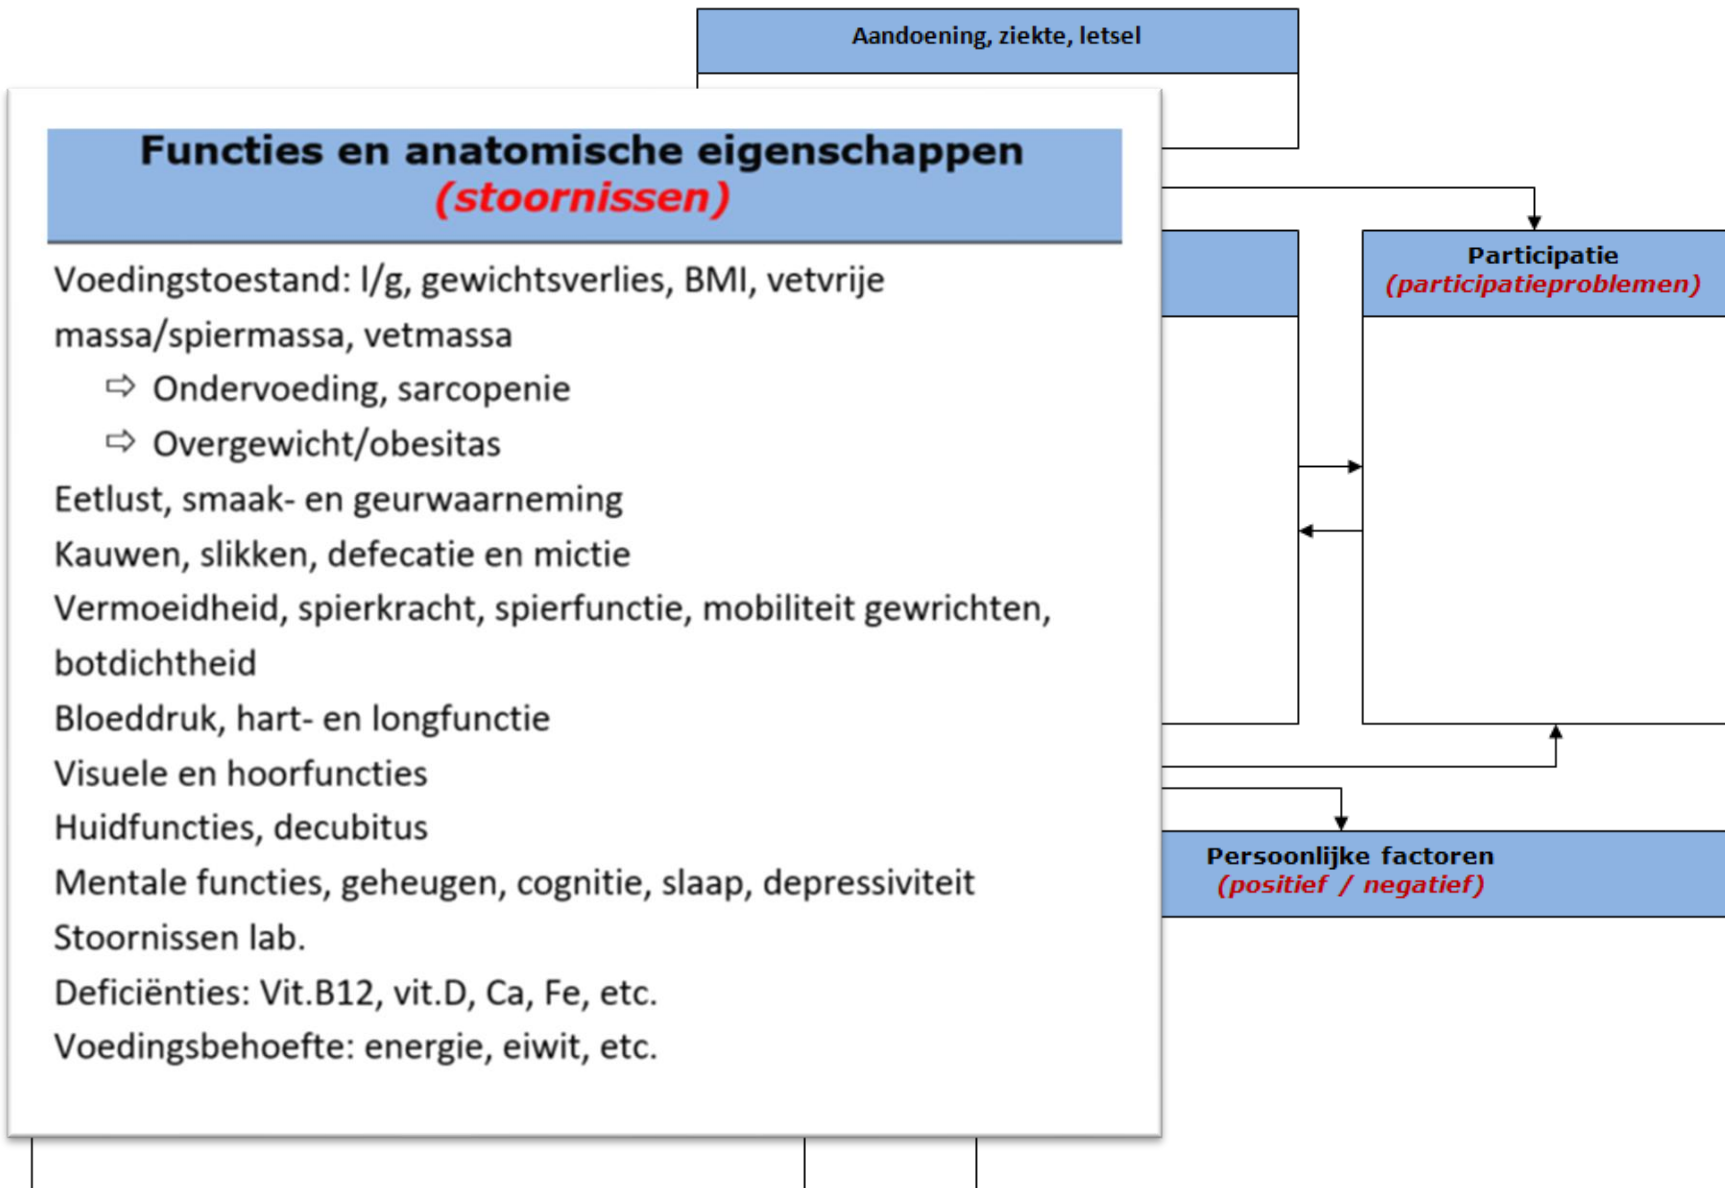 Aandoening, ziekte, letsel
Functies en anatomische eigenschappen
(stoornissen)
Voedingstoestand: l/g, gewichtsverlies, BMI, vetvrije
massa/spiermassa, vetmassa
⇨ Ondervoeding, sarcopenie
⇨ Overgewicht/obesitas
Eetlust, smaak- en geurwaarneming
Kauwen, slikken, defecatie en mictie
Vermoeidheid, spierkracht, spierfunctie, mobiliteit gewrichten,
botdichtheid
Bloeddruk, hart- en longfunctie
Visuele en hoorfuncties
Huidfuncties, decubitus
Mentale functies, geheugen, cognitie, slaap, depressiviteit
Stoornissen lab.
Deficiënties: Vit.B12, vit.D, Ca, Fe, etc.
Voedingsbehoefte: energie, eiwit, etc.
Participatie
(participatieproblemen)
Persoonlijke factoren
(positief / negatief)